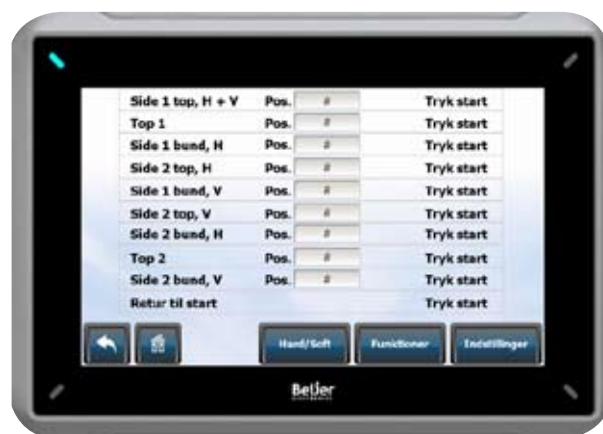 Side 1 top, H + V Pos. # Tryk start
Top 1 Pos. # Tryk start
Side 1 bund, H Pos. # Tryk start
Side 2 top, H Pos. # Tryk start
Side 1 bund, V Pos. # Tryk start
Side 2 top, V Pos. # Tryk start
Side 2 bund, H Pos. # Tryk start
Top 2 Pos. # Tryk start
Side 2 bund, V Pos. # Tryk start
Retur til start Tryk start
Hard/Soft Funktioner Indstillinger
Beijer
ELECTRONICS